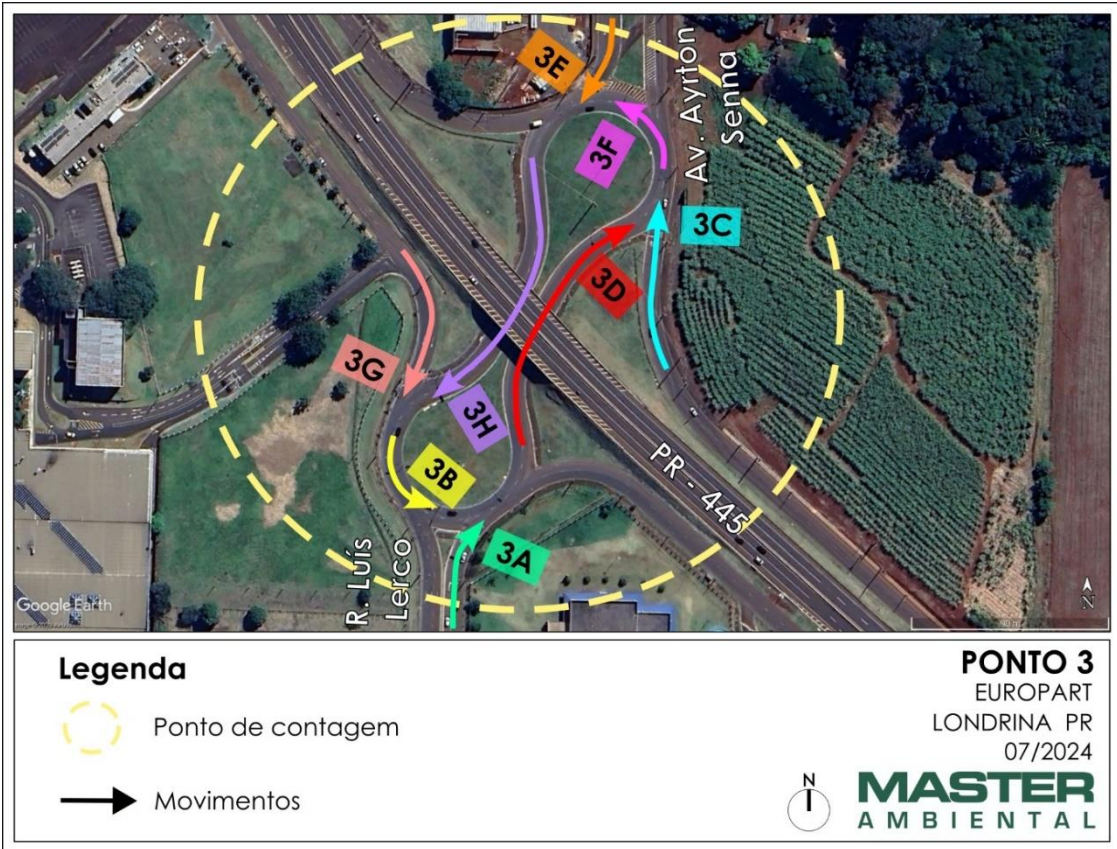 3E
3F
Av. Ayrton
Senna
3C
3D
3G
3H
3B
PR - 445
3A
R. Luís
Lerco
Google Earth
90 m
N
Legenda
Ponto de contagem
Movimentos
PONTO 3
EUROPART
LONDRINA PR
07/2024
N
MASTER
AMBIENTAL